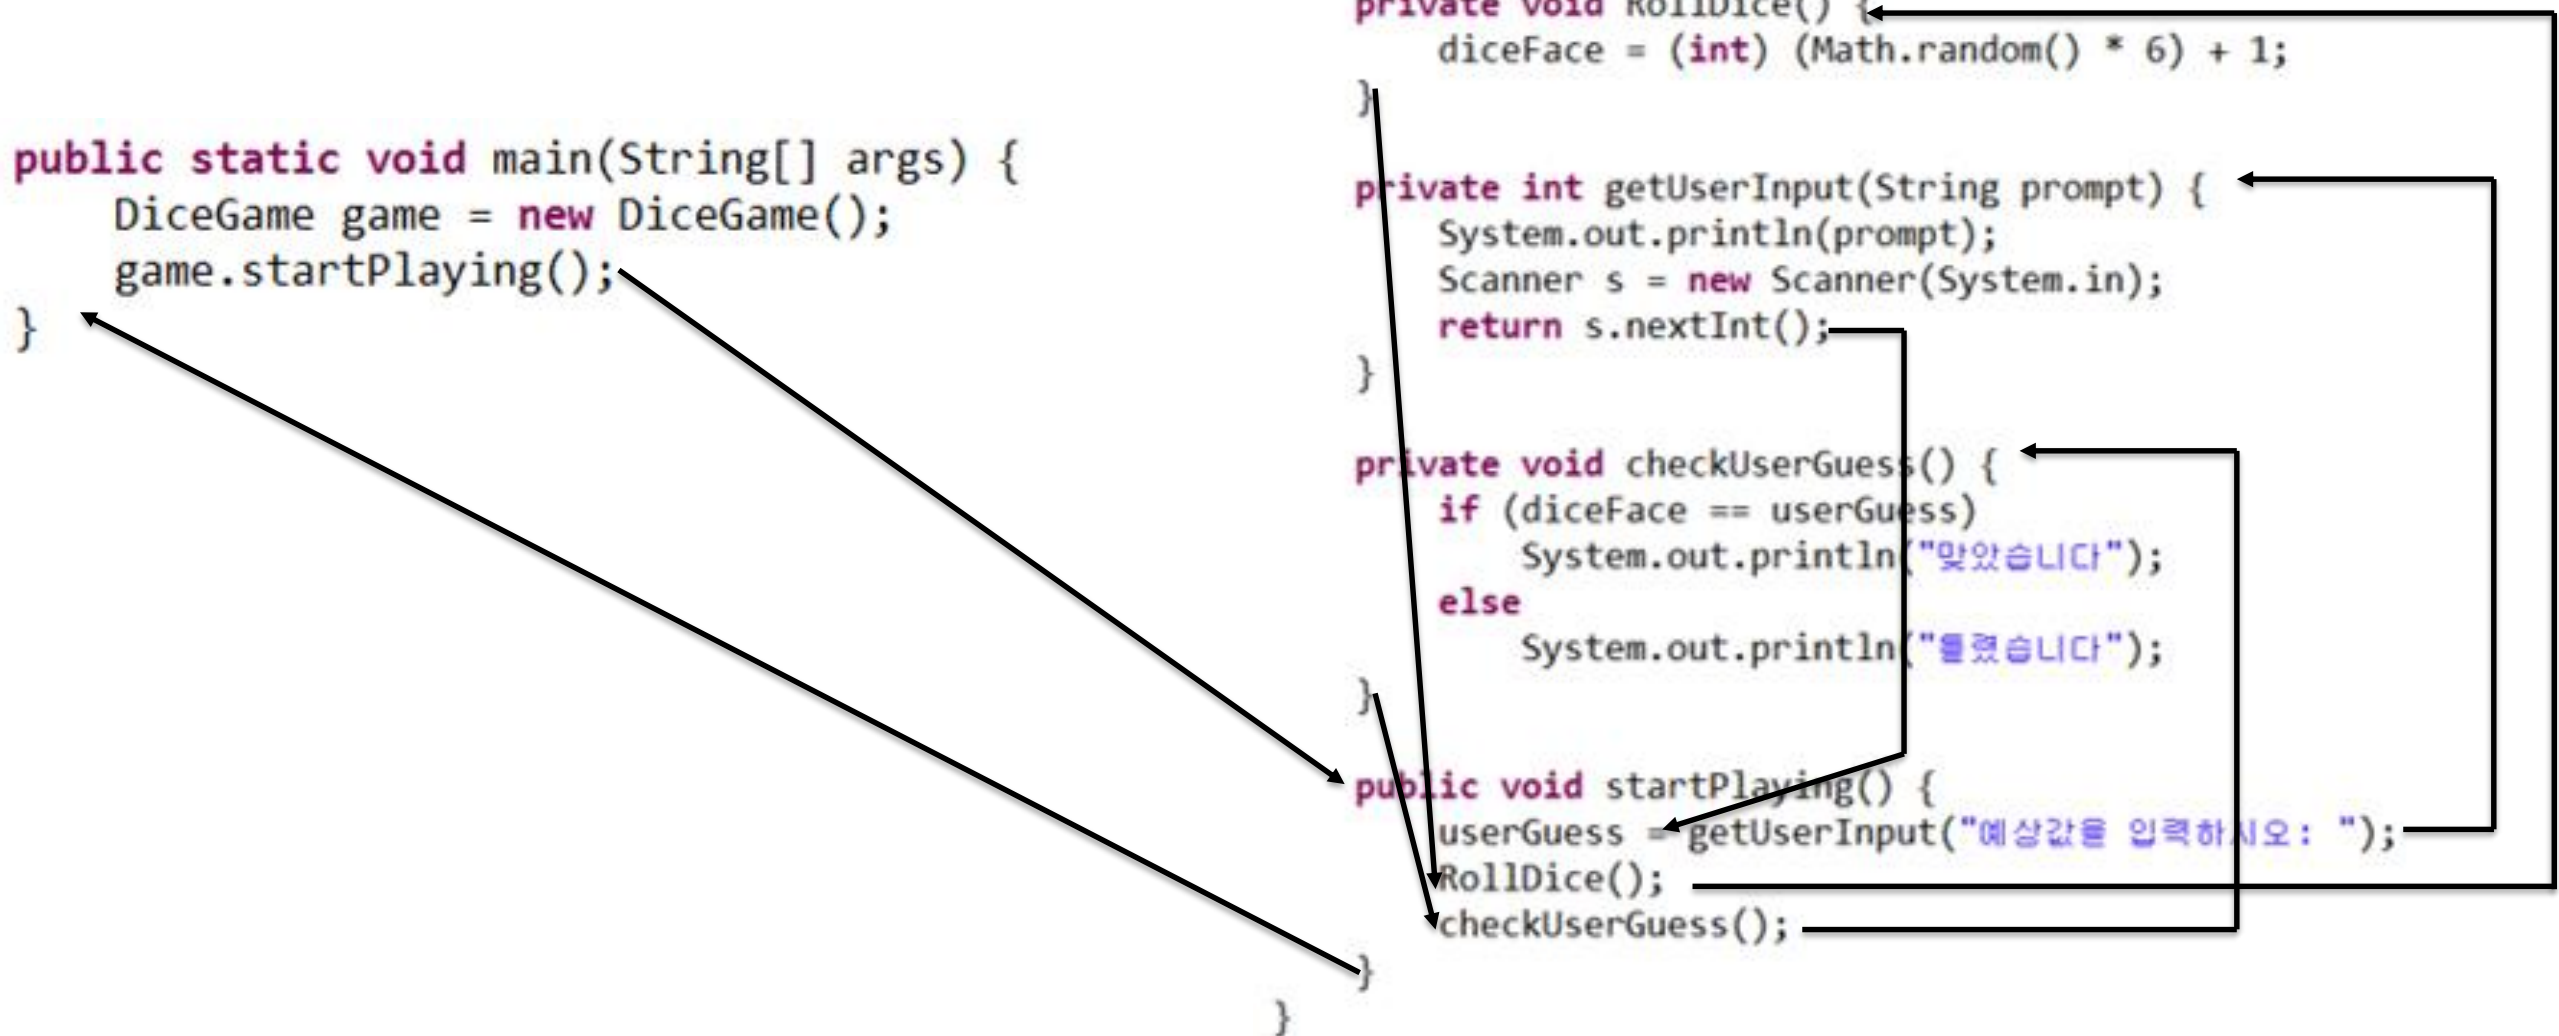 public static void main(String[] args) {
    DiceGame game = new DiceGame();
    game.startPlaying();
}
private void RollDice() {
    diceFace = (int) (Math.random() * 6) + 1;
}
private int getUserInput(String prompt) {
    System.out.println(prompt);
    Scanner s = new Scanner(System.in);
    return s.nextInt();
}
private void checkUserGuess() {
    if (diceFace == userGuess)
        System.out.println("맞았습니다");
    else
        System.out.println("틀렸습니다");
}
public void startPlaying() {
    userGuess = getUserInput("예상값을 입력하시오: ");
    RollDice();
    checkUserGuess();
}
}